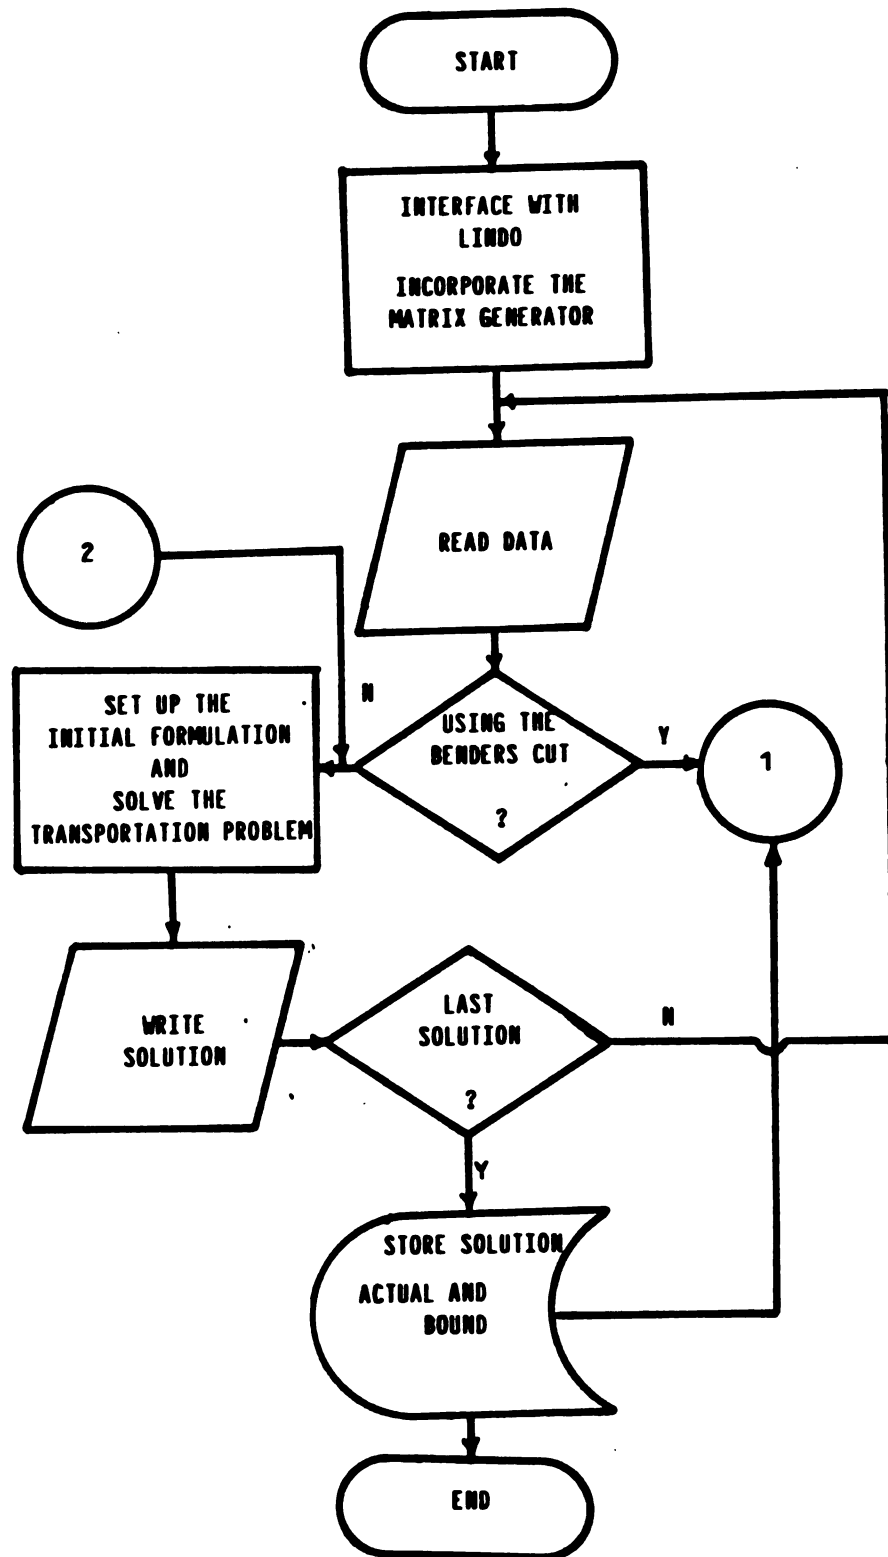 START
INTERFACE WITH
LINDO
INCORPORATE THE
MATRIX GENERATOR
READ DATA
2
N
USING THE
BENDERS CUT
?
Y
1
SET UP THE
INITIAL FORMULATION
AND
SOLVE THE
TRANSPORTATION PROBLEM
WRITE
SOLUTION
LAST
SOLUTION
?
N
Y
STORE SOLUTION
ACTUAL AND
BOUND
END